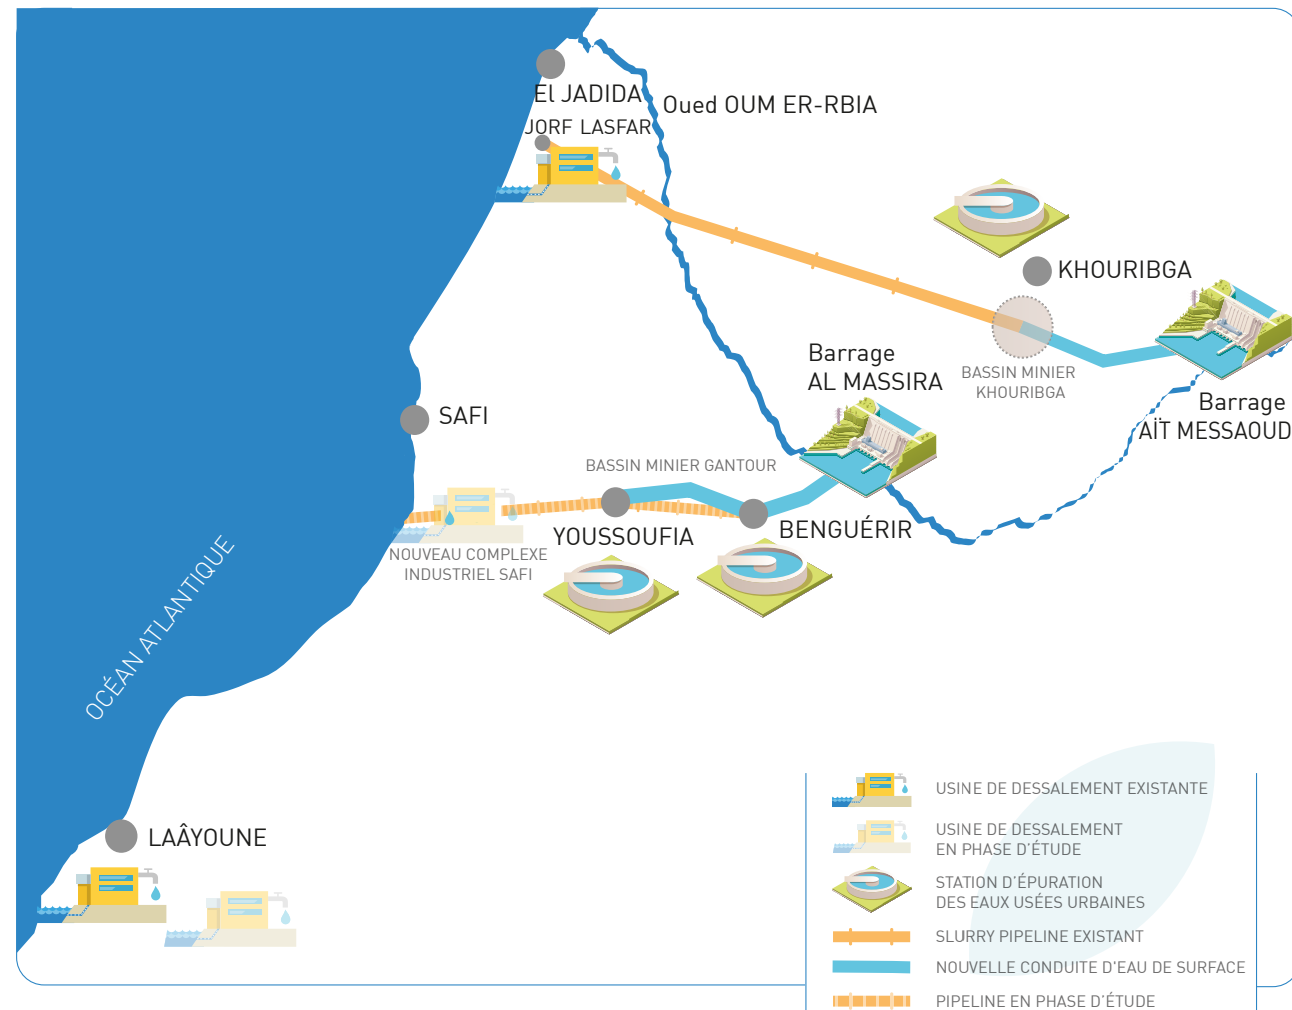 El JADIDA
JORF LASFAR
Oued OUM ER-RBIA
KHOURIBGA
BASSIN MINIER
KHOURIBGA
Barrage
AÏT MESSAOUD
Barrage
AL MASSIRA
SAFI
BASSIN MINIER GANTOUR
YOUSSOUFIA
BENGUÉRIR
NOUVEAU COMPLEXE
INDUSTRIEL SAFI
OCÉAN ATLANTIQUE
LAÂYOUNE
USINE DE DESSALEMENT EXISTANTE
USINE DE DESSALEMENT
EN PHASE D'ÉTUDE
STATION D'ÉPURATION
DES EAUX USÉES URBAINES
SLURRY PIPELINE EXISTANT
NOUVELLE CONDUITE D'EAU DE SURFACE
PIPELINE EN PHASE D'ÉTUDE